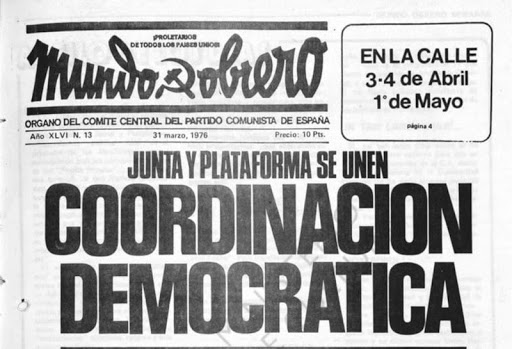 ¡PROLETARIOS
DE TODOS LOS PAISES UNIOS!
mundo obrero
ORGANO DEL COMITE CENTRAL DEL PARTIDO COMUNISTA DE ESPAÑA
Año XLVI N. 13 31 marzo, 1976 Precio: 10 Pts.
EN LA CALLE
3-4 de Abril
1º de Mayo
página 4
JUNTA Y PLATAFORMA SE UNEN
COORDINACION
DEMOCRATICA